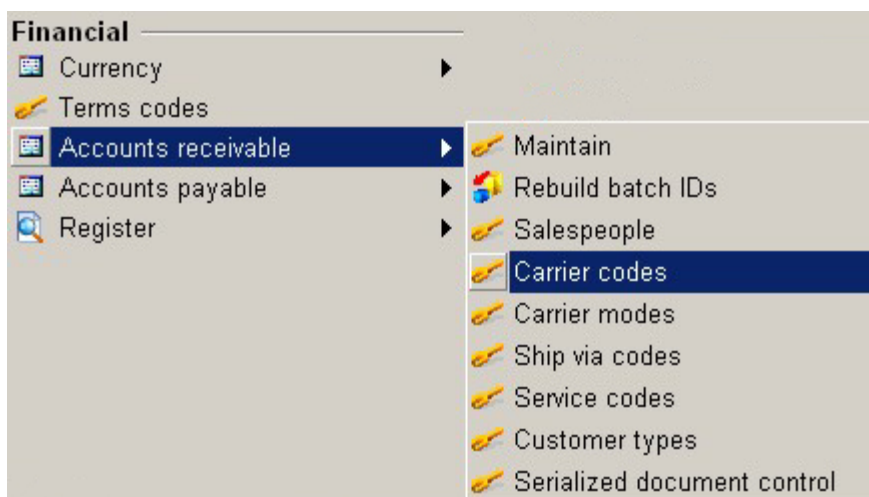 Financial
Currency
Terms codes
Accounts receivable
Accounts payable
Register
Maintain
Rebuild batch IDs
Salespeople
Carrier codes
Carrier modes
Ship via codes
Service codes
Customer types
Serialized document control